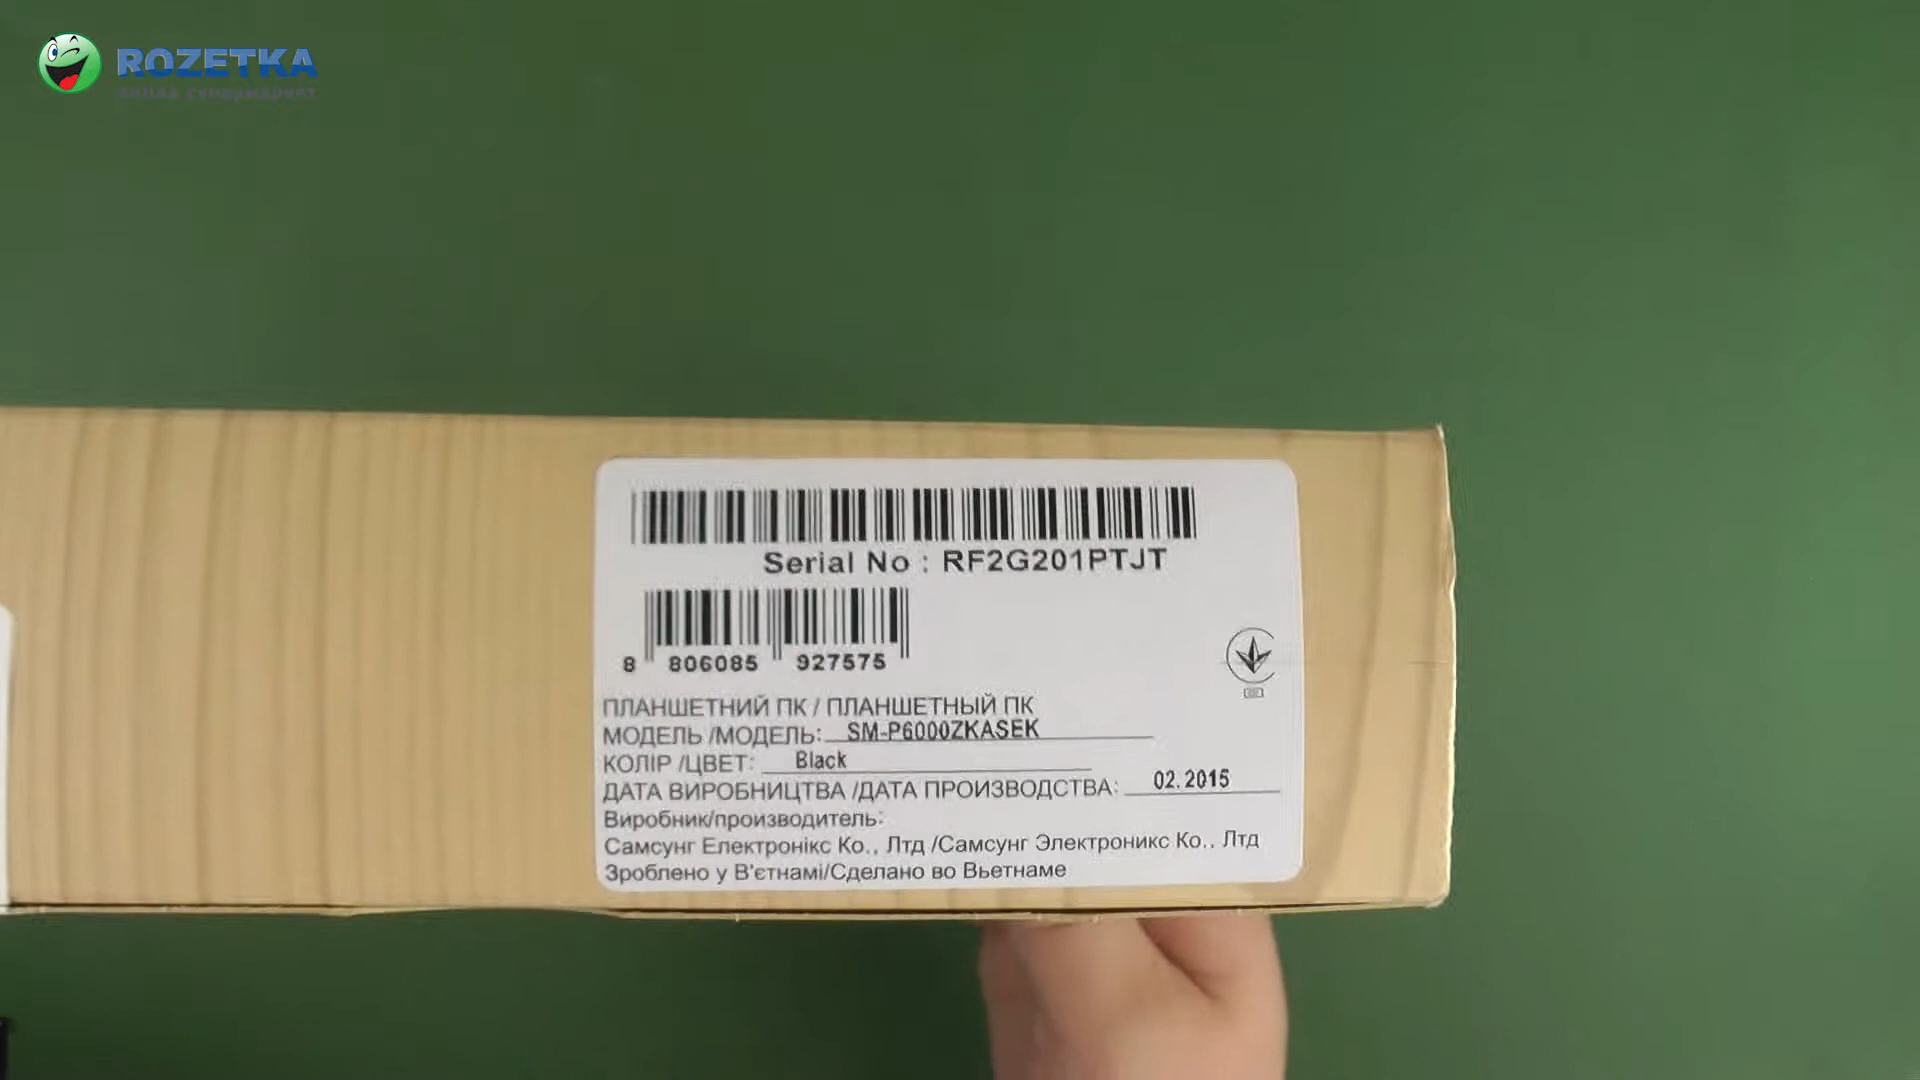 ROZETKA
Serial No : RF2G201PTJT
8 806085 927575
ПЛАНШЕТНИЙ ПК / ПЛАНШЕТНЫЙ ПК
МОДЕЛЬ /МОДЕЛЬ: SM-P6000ZKASEK
КОЛІР /ЦВЕТ: Black
ДАТА ВИРОБНИЦТВА /ДАТА ПРОИЗВОДСТВА: 02.2015
Виробник/производитель:
Самсунг Електронікс Ко., Лтд /Самсунг Электроникс Ко., Лтд
Зроблено у В'єтнамі/Сделано во Вьетнаме